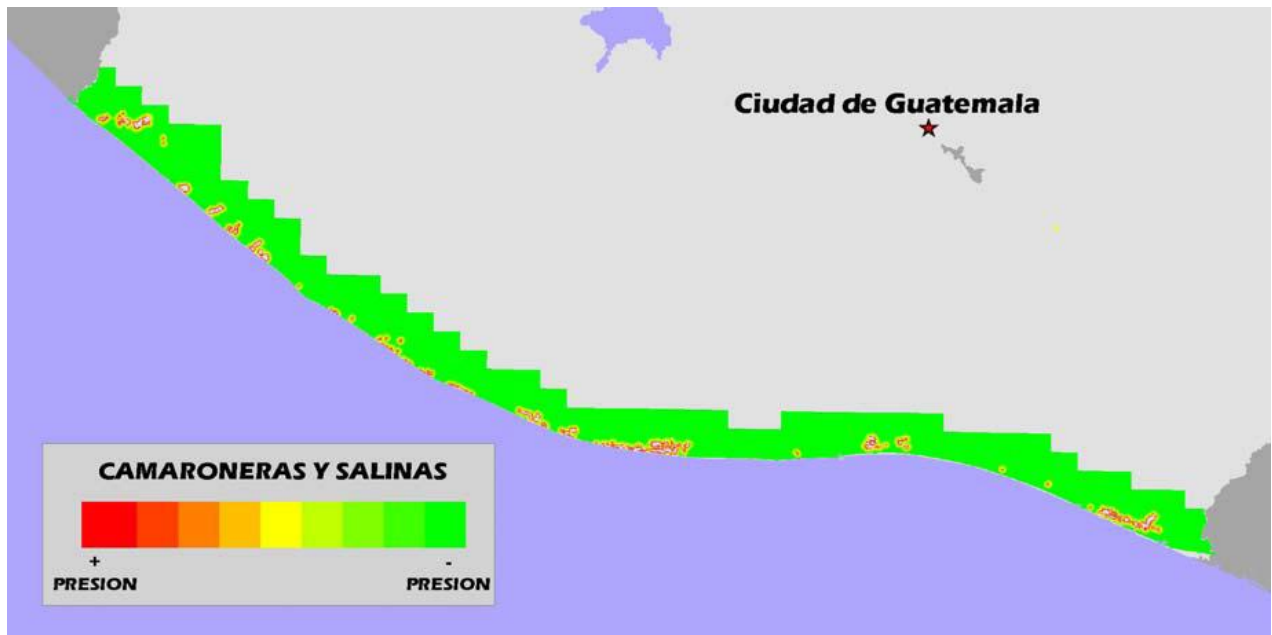 Ciudad de Guatemala
CAMARONERAS Y SALINAS
+ -
PRESION PRESION